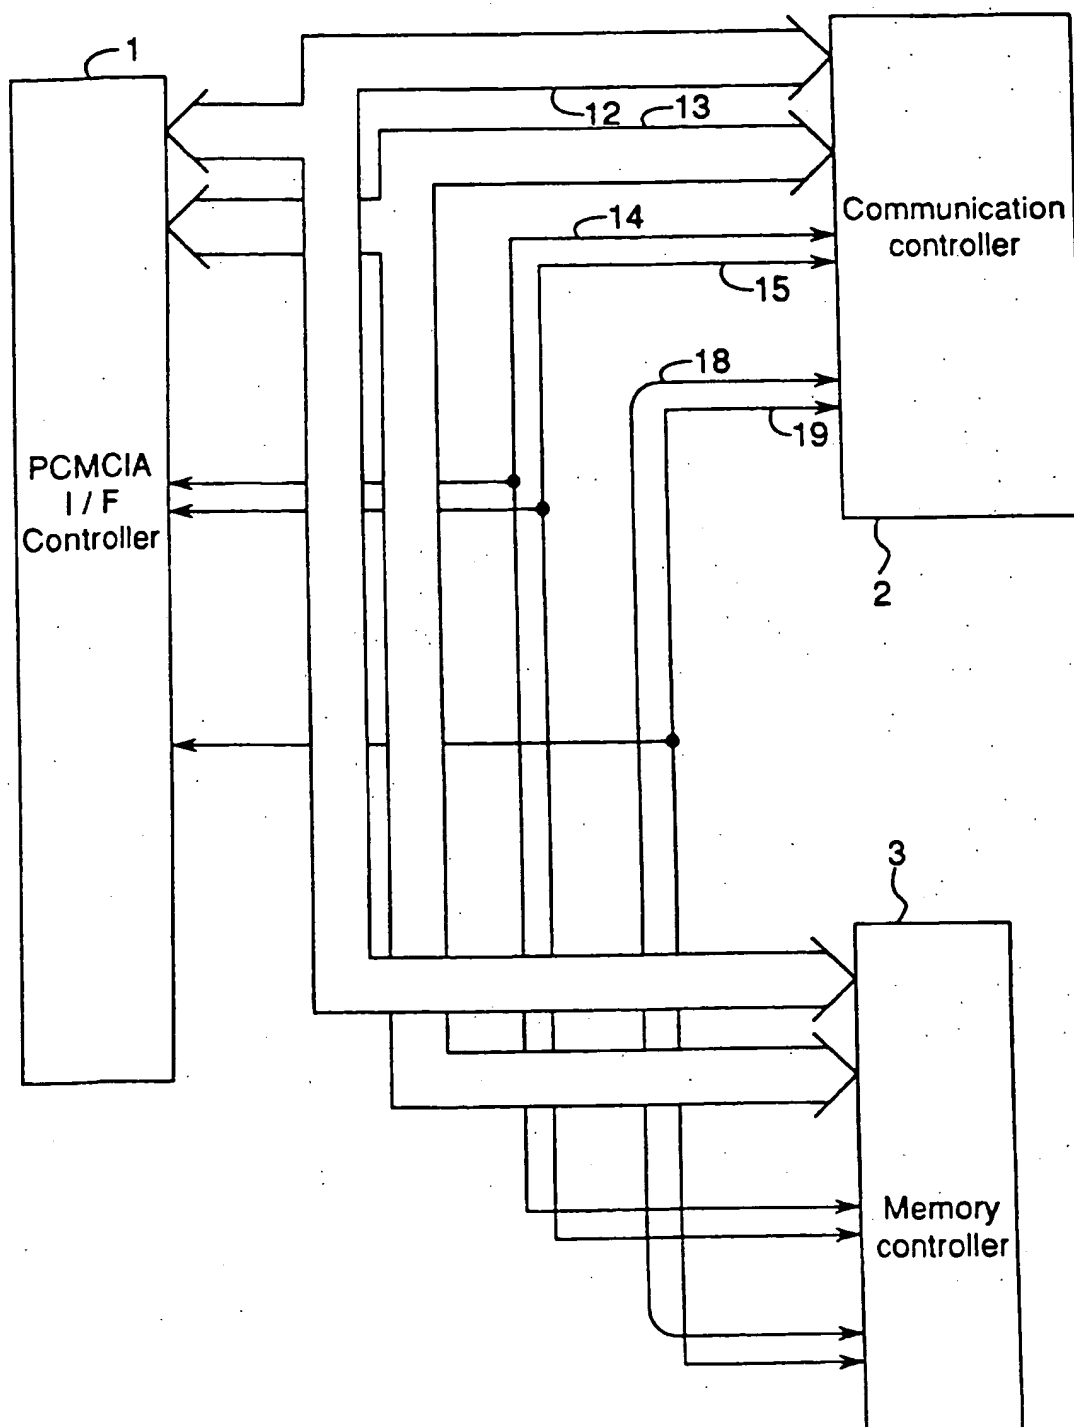 1
12
13
Communication
controller
14
15
18
19
PCMCIA
I / F
Controller
2
3
Memory
controller